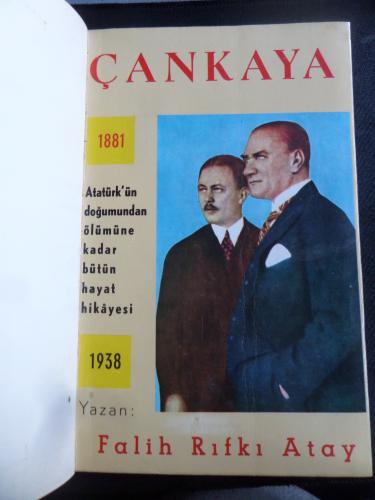 ÇANKAYA
1881
Atatürk'ün
doğumundan
ölümüne
kadar
bütün
hayat
hikâyesi
1938
Yazan:
Falih Rıfkı Atay